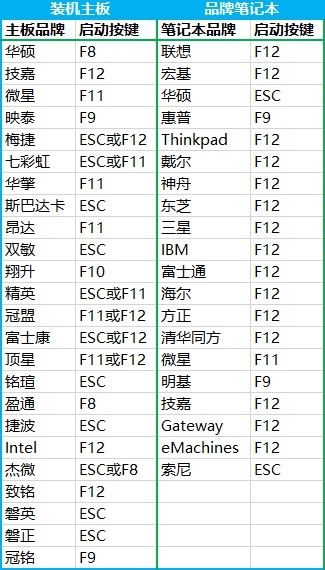 装机主板 品牌笔记本
主板品牌 启动按键 笔记本品牌 启动按键
华硕 F8 联想 F12
技嘉 F12 宏基 F12
微星 F11 华硕 ESC
映泰 F9 惠普 F9
梅捷 ESC或F12 Thinkpad F12
七彩虹 ESC或F11 戴尔 F12
华擎 F11 神舟 F12
斯巴达卡 ESC 东芝 F12
昂达 F11 三星 F12
双敏 ESC IBM F12
翔升 F10 富士通 F12
精英 ESC或F11 海尔 F12
冠盟 F11或F12 方正 F12
富士康 ESC或F12 清华同方 F12
顶星 F11或F12 微星 F11
铭瑄 ESC 明基 F9
盈通 F8 技嘉 F12
捷波 ESC Gateway F12
Intel F12 eMachines F12
杰微 ESC或F8 索尼 ESC
致铭 F12
磐英 ESC
磐正 ESC
冠铭 F9